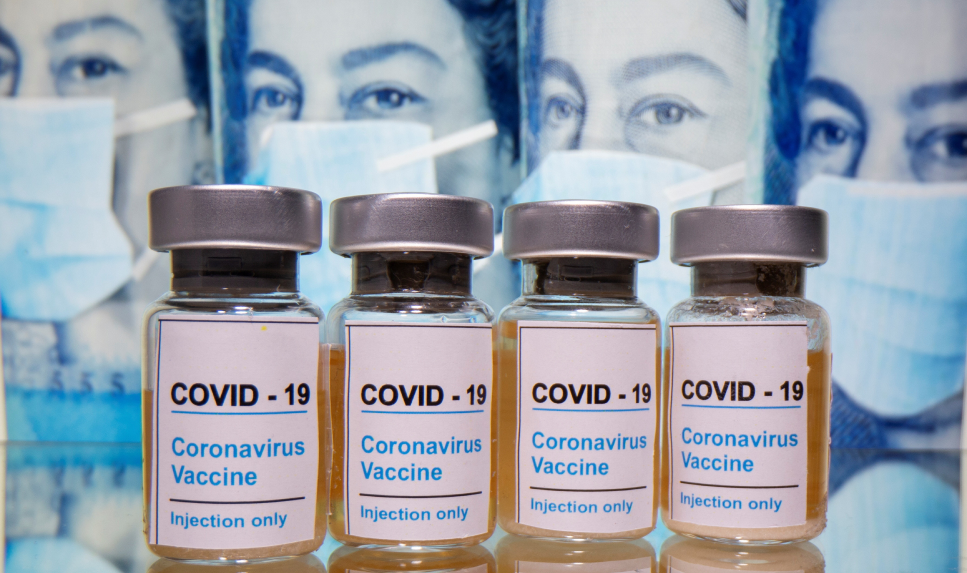 COVID - 19
Coronavirus
Vaccine
Injection only
COVID - 19
Coronavirus
Vaccine
Injection only
COVID - 19
Coronavirus
Vaccine
Injection only
COVID - 19
Coronavirus
Vaccine
Injection only